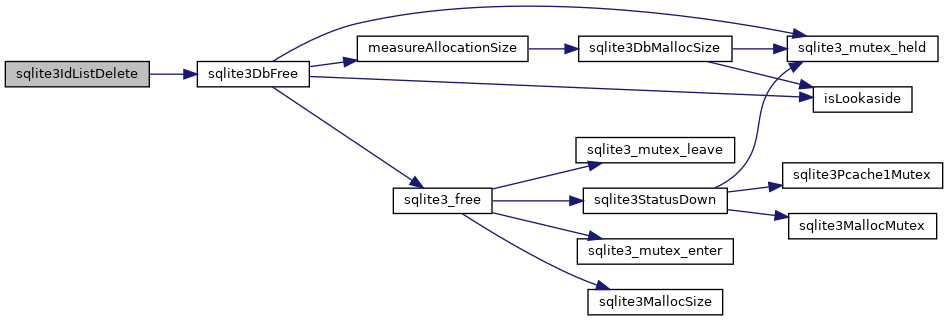 sqlite3IdListDelete
sqlite3DbFree
measureAllocationSize
sqlite3DbMallocSize
sqlite3_mutex_held
isLookaside
sqlite3_free
sqlite3_mutex_leave
sqlite3StatusDown
sqlite3Pcache1Mutex
sqlite3MallocMutex
sqlite3_mutex_enter
sqlite3MallocSize